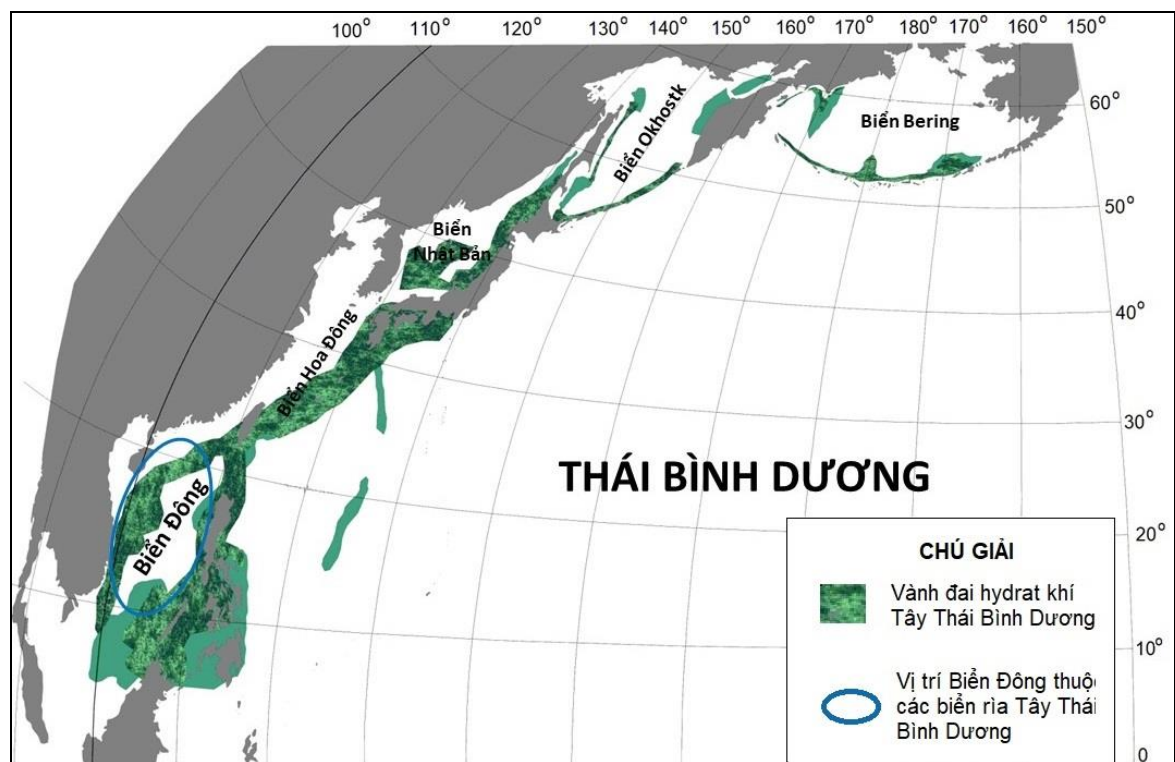 100° 110° 120° 130° 140° 150° 160° 170° 180° 170° 160° 150°
60°
Biển Bering
Biển Okhostk
50°
Biển
Nhật Bản
40°
Biển Hoa Đông
30°
THÁI BÌNH DƯƠNG
Biển Đông
20°
CHÚ GIẢI
Vành đai hydrat khí
Tây Thái Bình Dương
10°
Vị trí Biển Đông thuộc
các biển rìa Tây Thái
Bình Dương
0